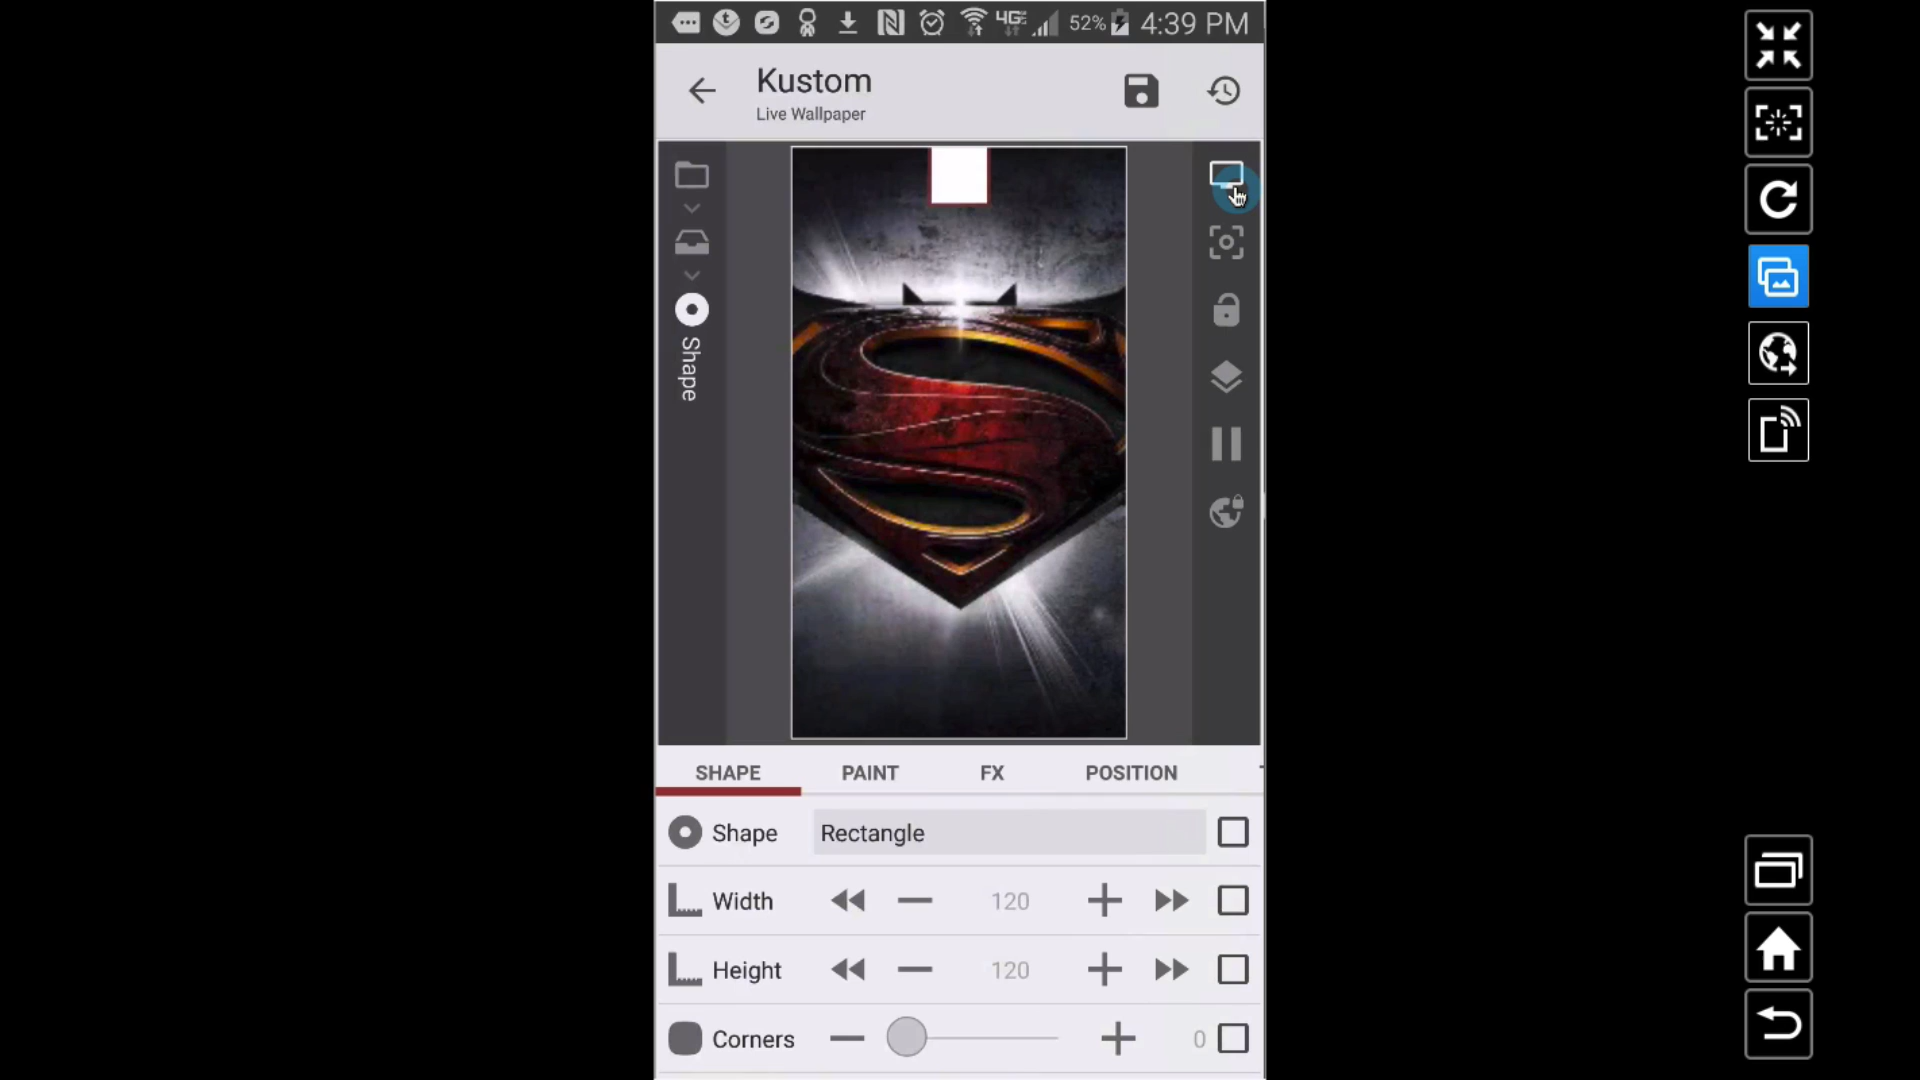 4G
52%
4:39 PM
Kustom
Live Wallpaper
Shape
SHAPE
PAINT
FX
POSITION
Shape
Rectangle
Width
120
Height
120
Corners
0